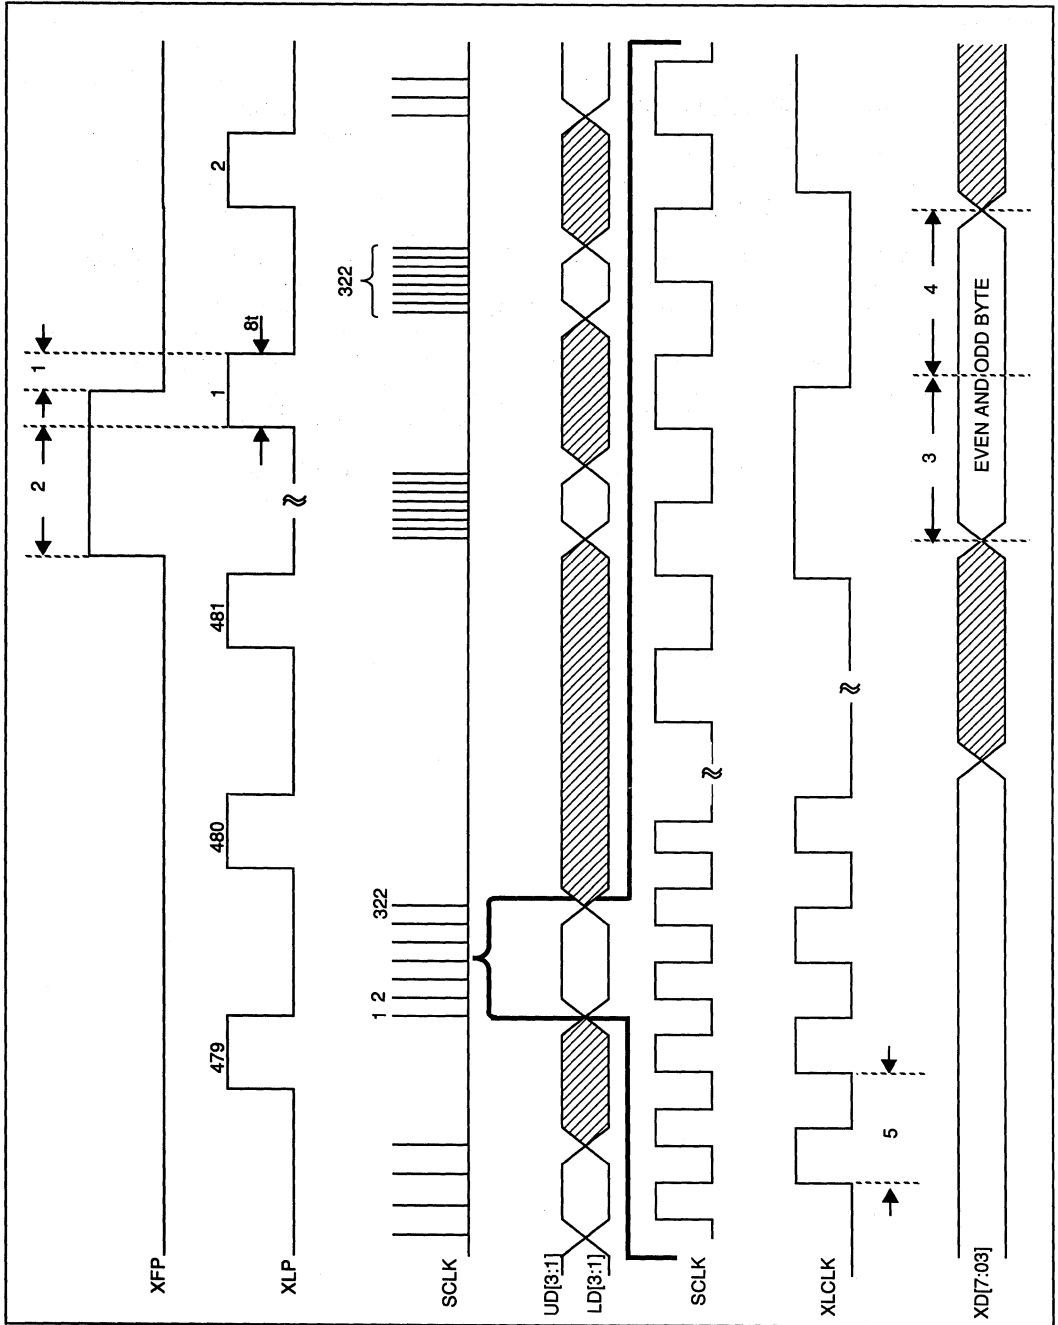 2 1
XFP
479 480 481 1 2
8t
XLP
322
1 2 322
SCLK
UD[3:1]
LD[3:1]
SCLK
XLCLK
5
3 4
XD[7:03] EVEN AND ODD BYTE